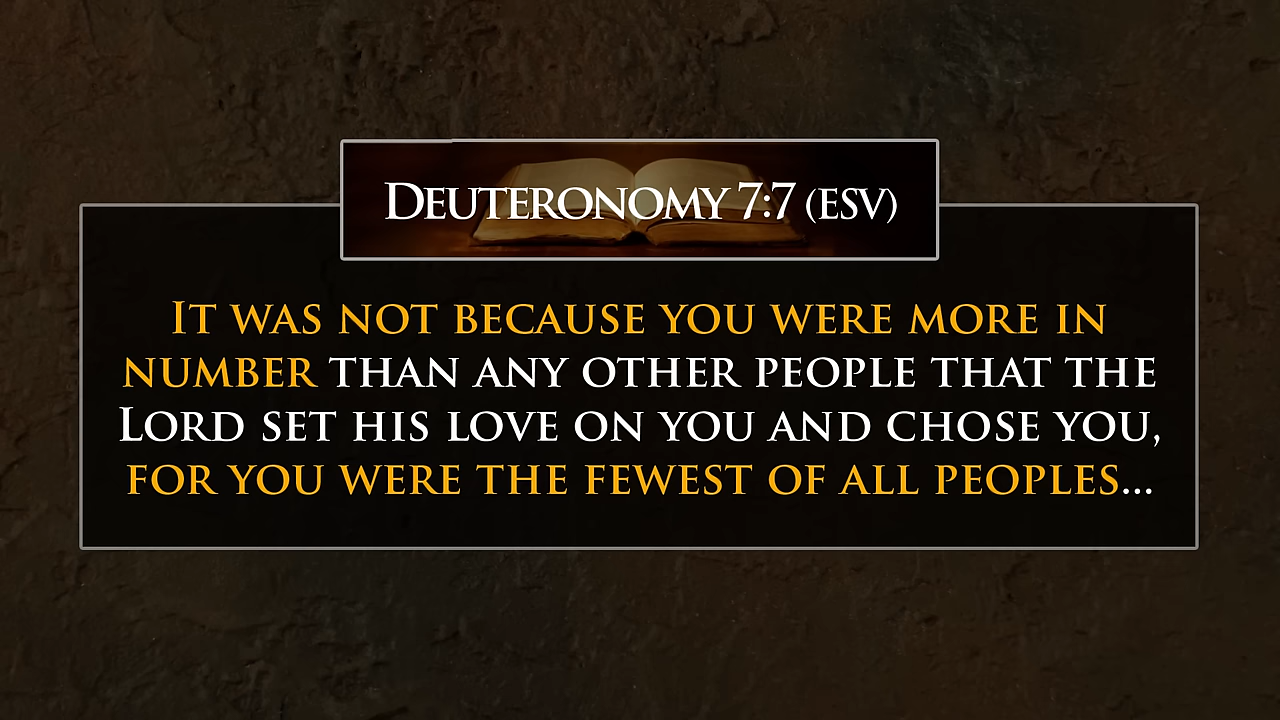 Deuteronomy 7:7 (ESV)
It was not because you were more in
number than any other people that the
Lord set his love on you and chose you,
for you were the fewest of all peoples...